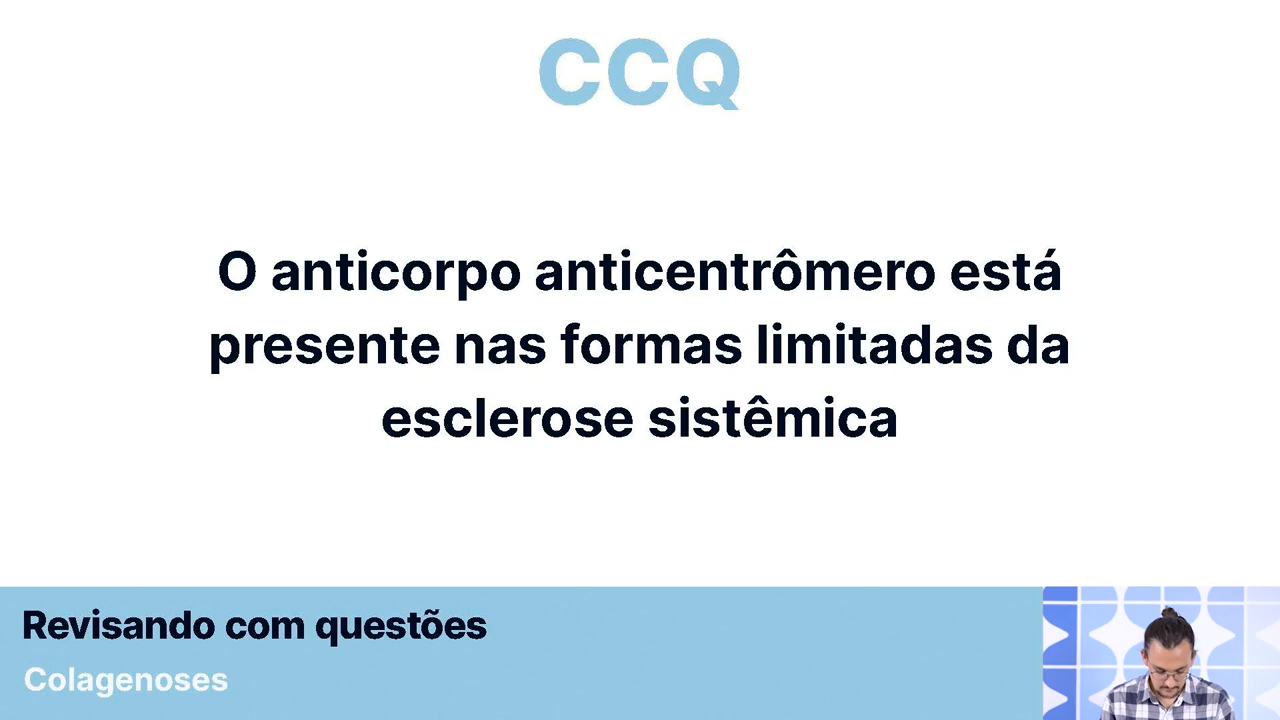 CCQ
O anticorpo anticentrômero está
presente nas formas limitadas da
esclerose sistêmica
Revisando com questões
Colagenoses